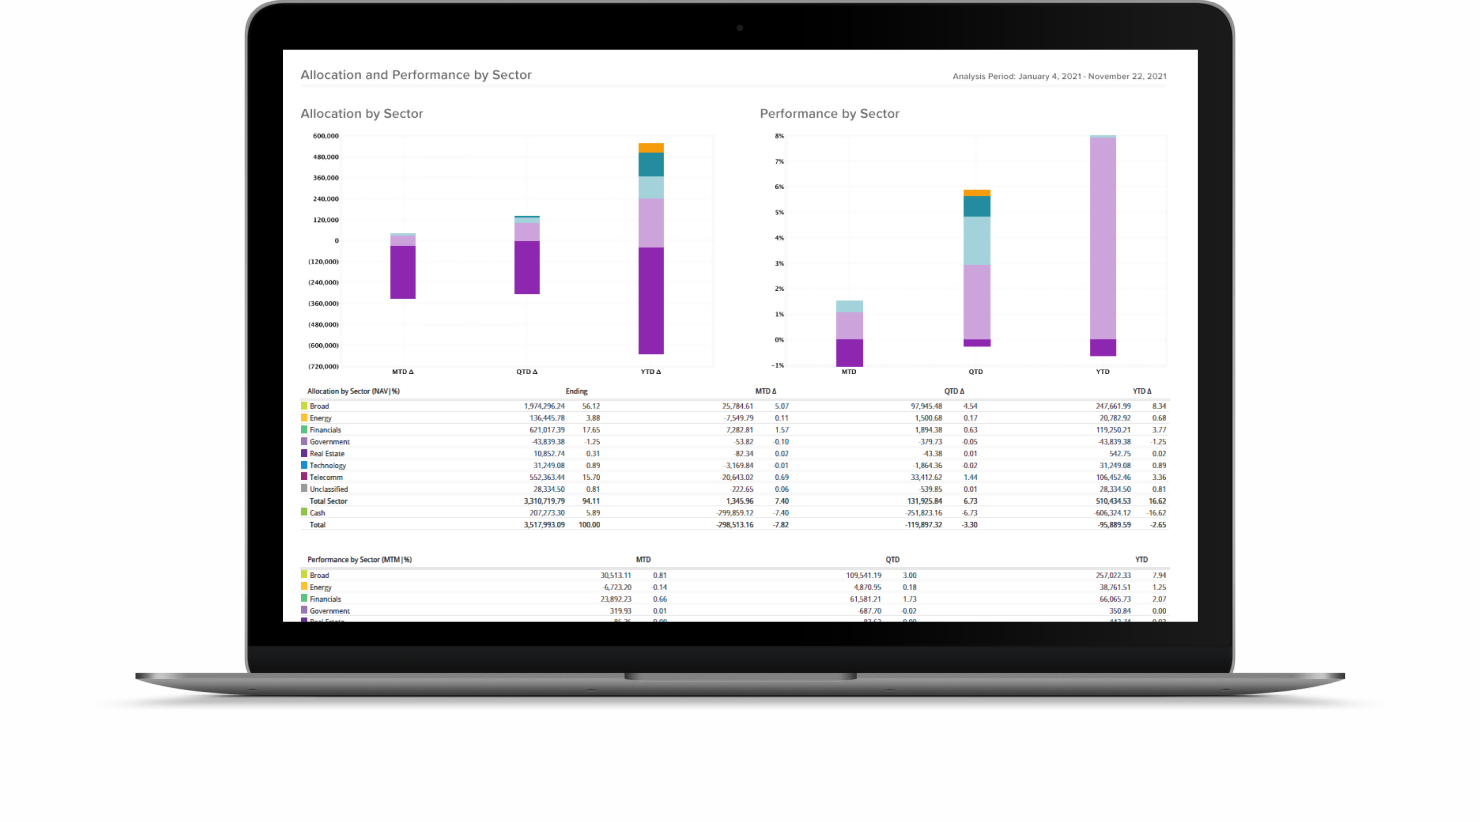 Allocation and Performance by Sector
Analysis Period: January 4, 2021 - November 22, 2021
Allocation by Sector
600,000
480,000
360,000
240,000
120,000
0
(120,000)
(240,000)
(360,000)
(480,000)
(600,000)
(720,000)
MTD Δ QTD Δ YTD Δ
Performance by Sector
8%
7%
6%
5%
4%
3%
2%
1%
0%
-1%
MTD QTD YTD
Allocation by Sector (NAV|%) Ending MTD Δ QTD Δ YTD Δ
Broad 1,974,296.24 56.12 25,784.61 5.07 97,945.48 4.54 247,661.99 8.34
Energy 136,445.78 3.88 -7,549.79 0.11 1,500.68 0.17 20,782.92 0.68
Financials 621,017.39 17.65 7,282.81 1.57 1,894.38 0.63 119,250.21 3.77
Government -43,839.38 -1.25 -53.82 -0.10 -379.73 -0.05 -43,839.38 -1.25
Real Estate 10,852.74 0.31 -82.34 0.02 -43.38 0.01 542.75 0.02
Technology 31,249.08 0.89 -3,169.84 -0.01 -1,864.36 -0.02 31,249.08 0.89
Telecomm 552,363.44 15.70 -20,643.02 0.69 33,412.62 1.44 106,452.46 3.36
Unclassified 28,334.50 0.81 -222.65 0.06 -539.85 0.01 28,334.50 0.81
Total Sector 3,310,719.79 94.11 1,345.96 7.40 131,925.84 6.73 510,434.53 16.62
Cash 207,273.30 5.89 -299,859.12 -7.40 -251,823.16 -6.73 -606,324.12 -16.62
Total 3,517,993.09 100.00 -298,513.16 -7.82 -119,897.32 -3.30 -95,889.59 -2.65
Performance by Sector (MTM|%) MTD QTD YTD
Broad 30,513.11 0.81 109,541.19 3.00 257,022.33 7.94
Energy -6,723.20 -0.14 4,870.95 0.18 38,761.51 1.25
Financials 23,892.23 0.66 61,581.21 1.73 66,065.73 2.07
Government 319.93 0.01 -687.70 -0.02 350.84 0.00
Real Estate